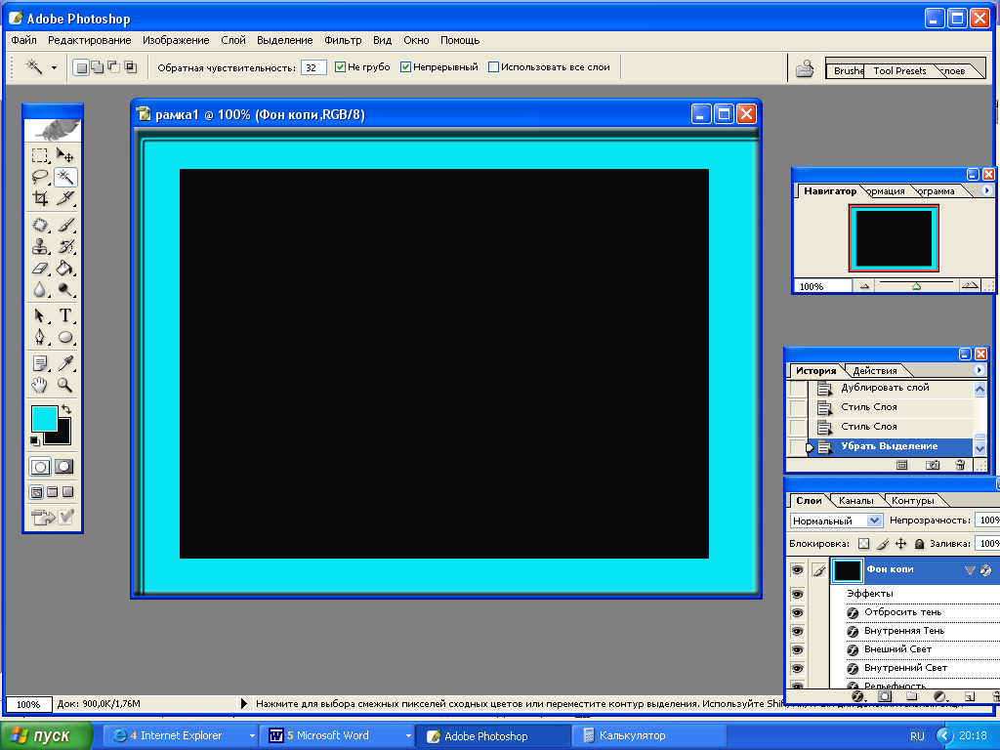 Adobe Photoshop
Файл Редактирование Изображение Слой Выделение Фильтр Вид Окно Помощь
Обратная чувствительность: 32 Не грубо Непрерывный Использовать все слои
Brushe Tool Presets слоев
рамка1 @ 100% (Фон копи,RGB/8)
Навигатор ормация ограмма
100%
История Действия
Дублировать слой
Стиль Слоя
Стиль Слоя
Убрать Выделение
Слои Каналы Контуры
Нормальный Непрозрачность: 100%
Блокировка: Заливка: 100%
Фон копи
Эффекты
Отбросить тень
Внутренняя Тень
Внешний Свет
Внутренний Свет
Рельефность
T
100% Док: 900,0K/1,76M Нажмите для выбора смежных пикселей сходных цветов или переместите контур выделения. Используйте
пуск 4 Internet Explorer 5 Microsoft Word Adobe Photoshop Калькулятор RU 20:18